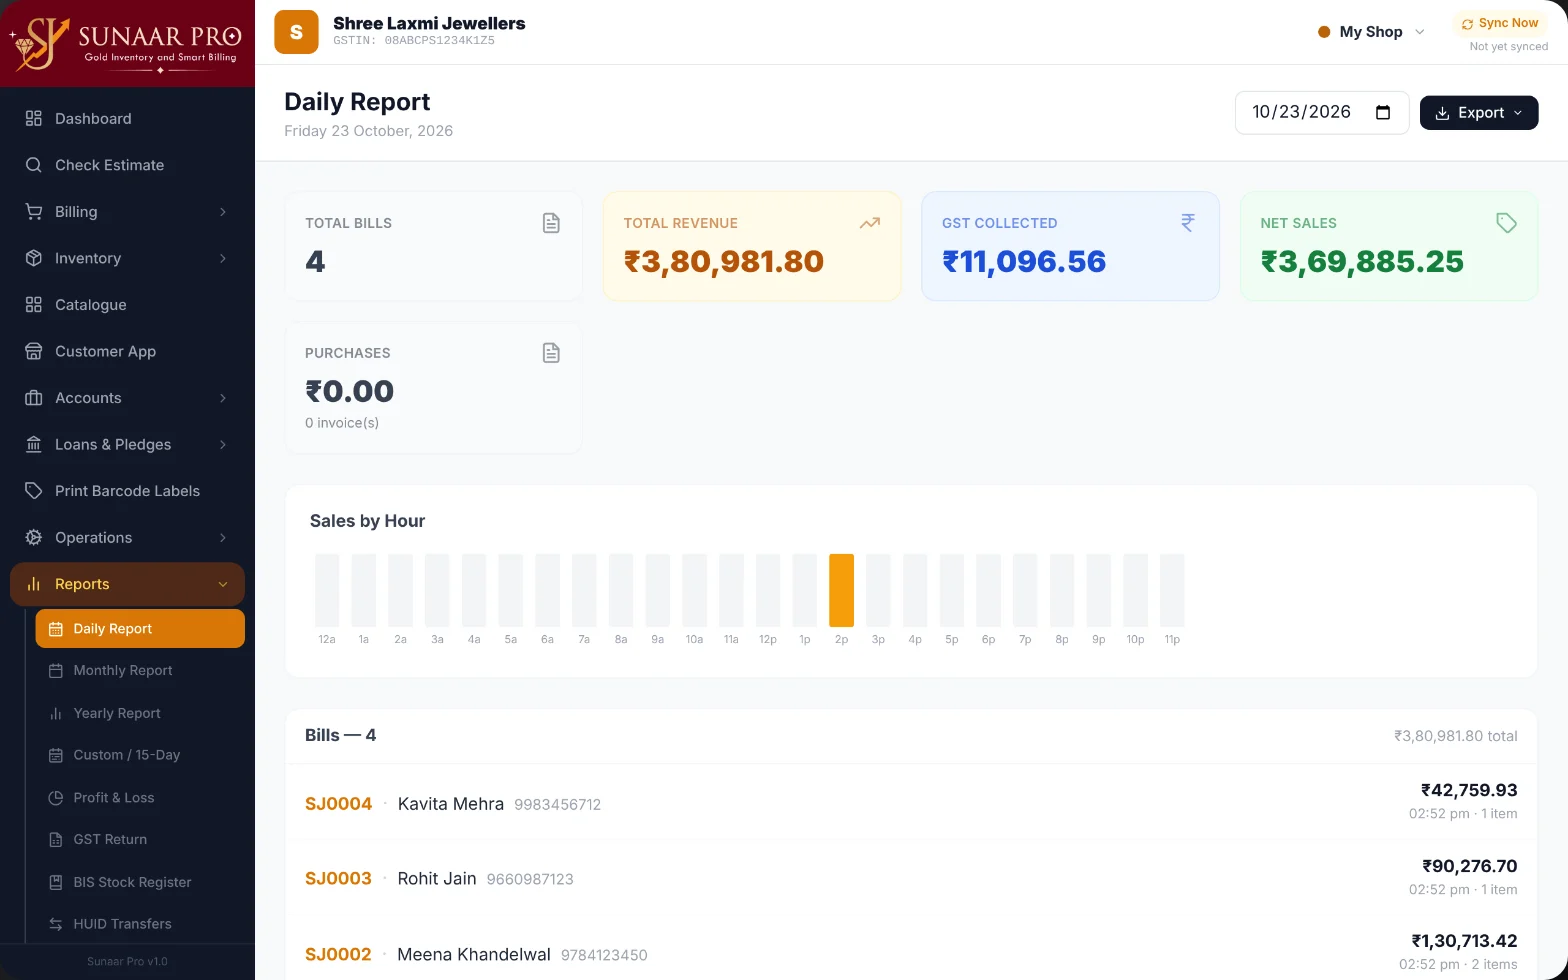 SUNAAR PRO
Gold Inventory and Smart Billing
Dashboard
Check Estimate
Billing
Inventory
Catalogue
Customer App
Accounts
Loans & Pledges
Print Barcode Labels
Operations
Reports
Daily Report
Monthly Report
Yearly Report
Custom / 15-Day
Profit & Loss
GST Return
BIS Stock Register
HUID Transfers
Sunaar Pro v1.0
S
Shree Laxmi Jewellers
GSTIN: 08ABCPS1234K1Z5
My Shop
Sync Now
Not yet synced
Daily Report
Friday 23 October, 2026
10/23/2026
Export
TOTAL BILLS
4
TOTAL REVENUE
₹3,80,981.80
GST COLLECTED
₹11,096.56
NET SALES
₹3,69,885.25
PURCHASES
₹0.00
0 invoice(s)
Sales by Hour
12a 1a 2a 3a 4a 5a 6a 7a 8a 9a 10a 11a 12p 1p 2p 3p 4p 5p 6p 7p 8p 9p 10p 11p
Bills — 4
₹3,80,981.80 total
SJ0004 · Kavita Mehra 9983456712
₹42,759.93
02:52 pm · 1 item
SJ0003 · Rohit Jain 9660987123
₹90,276.70
02:52 pm · 1 item
SJ0002 · Meena Khandelwal 9784123450
₹1,30,713.42
02:52 pm · 2 items